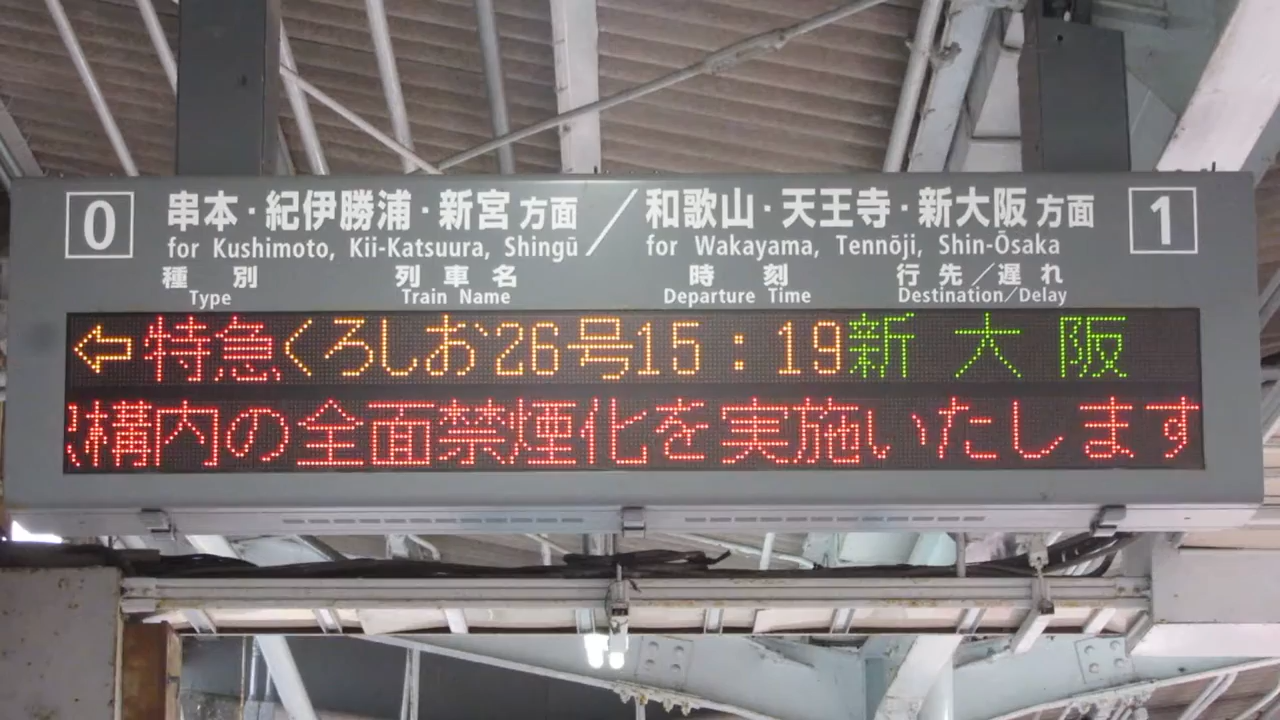 0 串本・紀伊勝浦・新宮方面／和歌山・天王寺・新大阪方面 1
for Kushimoto, Kii-Katsuura, Shingū／for Wakayama, Tennōji, Shin-Ōsaka
種別 列車名 時刻 行先／遅れ
Type Train Name Departure Time Destination/Delay
⇦特急くろしお26号15：19新大阪
構内の全面禁煙化を実施いたします